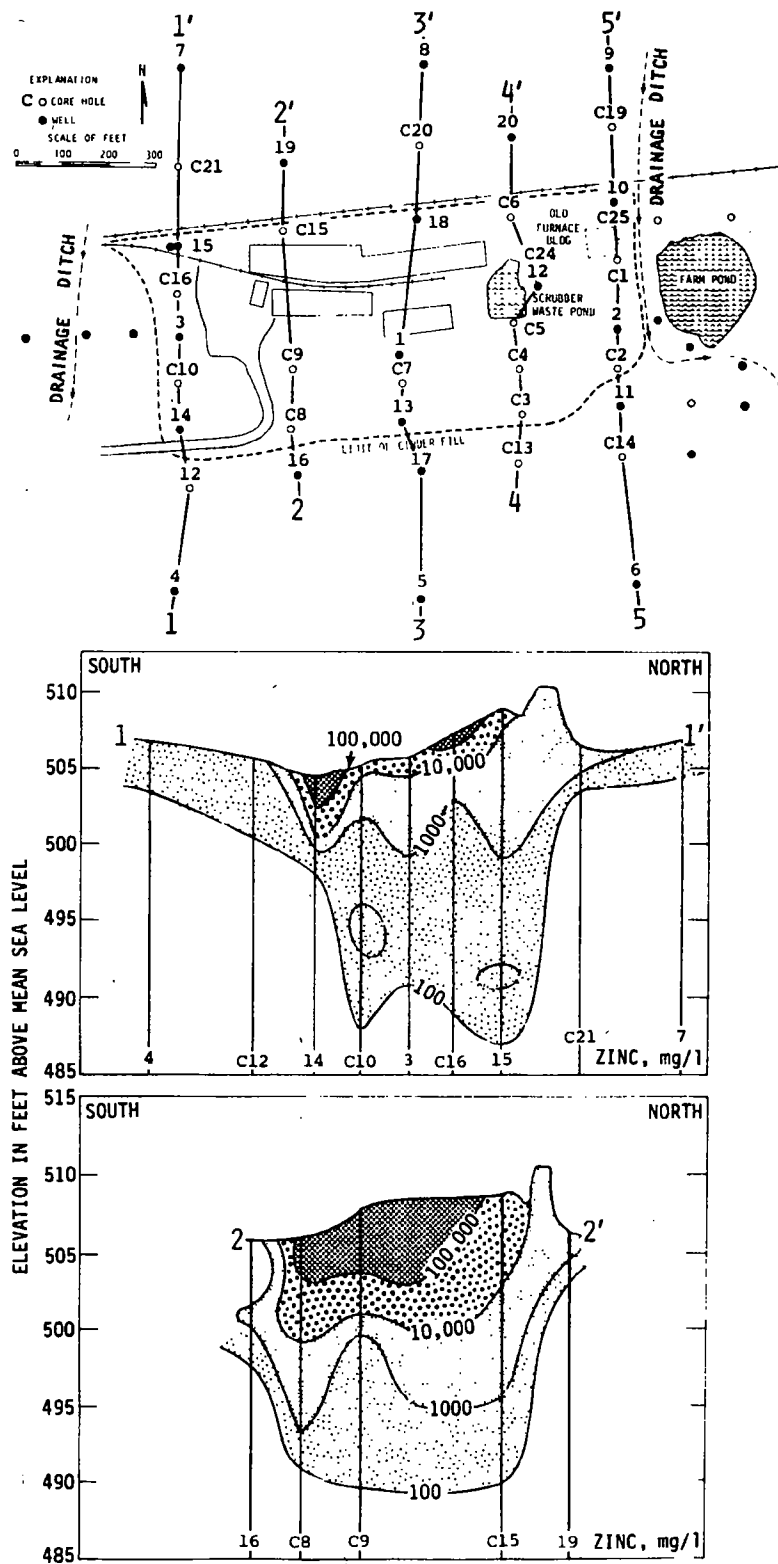 1'
7
3'
8
5'
9
EXPLANATION
C ○ CORE HOLE
● WELL
SCALE OF FEET
0 100 200 300
N
2'
19
4'
20
C19
DRAINAGE DITCH
C20
C21
10
C6
C25
18
C15
OLD
FURNACE
BLDG
15
C24
12
C1
FARM POND
C16
SCRUBBER
WASTE POND
DRAINAGE DITCH
3
1
C5
2
C9
C7
C4
C2
C10
C3
11
14
C8
13
LIMIT OF CINDER FILL
C14
12
16
17
C13
2
4
4
5
6
1
3
5
ELEVATION IN FEET ABOVE MEAN SEA LEVEL
SOUTH
NORTH
510
505
500
495
490
485
1
1'
100,000
10,000
1000
100
4
C12
14
C10
3
C16
15
C21
7
ZINC, mg/l
515
SOUTH
NORTH
510
505
500
495
490
485
2
2'
100,000
10,000
1000
100
16
C8
C9
C15
19
ZINC, mg/l